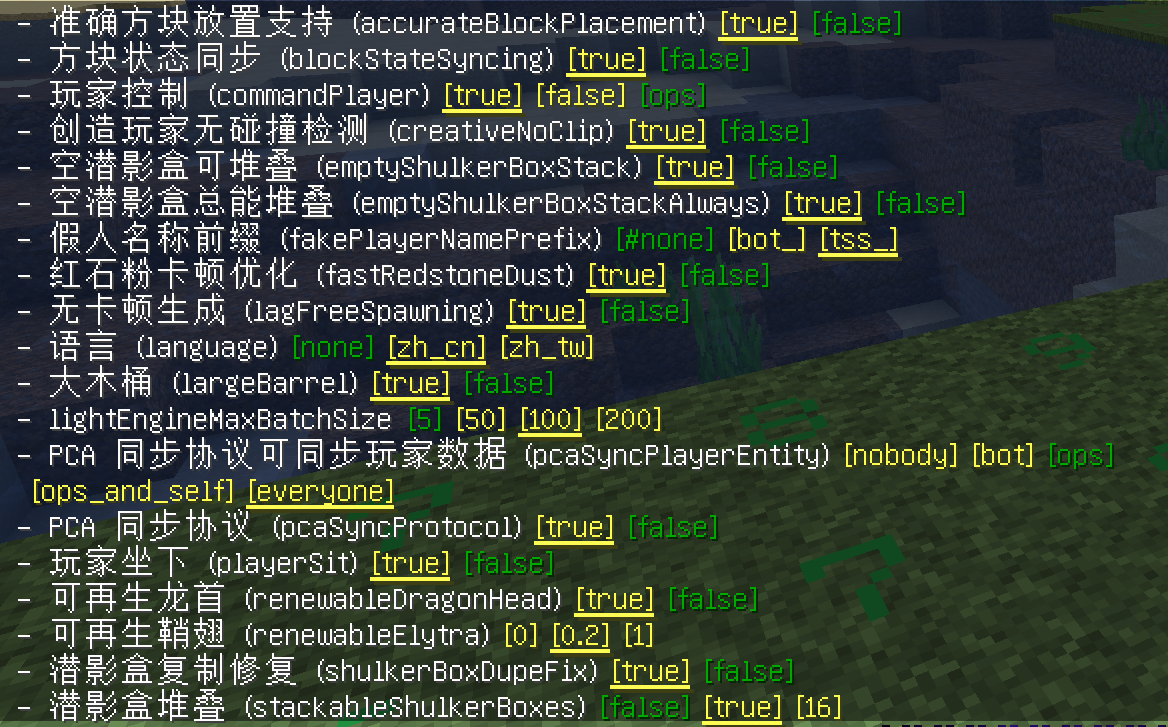 - 准确方块放置支持 (accurateBlockPlacement) [true] [false]
- 方块状态同步 (blockStateSyncing) [true] [false]
- 玩家控制 (commandPlayer) [true] [false] [ops]
- 创造玩家无碰撞检测 (creativeNoClip) [true] [false]
- 空潜影盒可堆叠 (emptyShulkerBoxStack) [true] [false]
- 空潜影盒总能堆叠 (emptyShulkerBoxStackAlways) [true] [false]
- 假人名称前缀 (fakePlayerNamePrefix) [#none] [bot_] [tss_]
- 红石粉卡顿优化 (fastRedstoneDust) [true] [false]
- 无卡顿生成 (lagFreeSpawning) [true] [false]
- 语言 (language) [none] [zh_cn] [zh_tw]
- 大木桶 (largeBarrel) [true] [false]
- lightEngineMaxBatchSize [5] [50] [100] [200]
- PCA 同步协议可同步玩家数据 (pcaSyncPlayerEntity) [nobody] [bot] [ops]
[ops_and_self] [everyone]
- PCA 同步协议 (pcaSyncProtocol) [true] [false]
- 玩家坐下 (playerSit) [true] [false]
- 可再生龙首 (renewableDragonHead) [true] [false]
- 可再生鞘翅 (renewableElytra) [0] [0.2] [1]
- 潜影盒复制修复 (shulkerBoxDupeFix) [true] [false]
- 潜影盒堆叠 (stackableShulkerBoxes) [false] [true] [16]